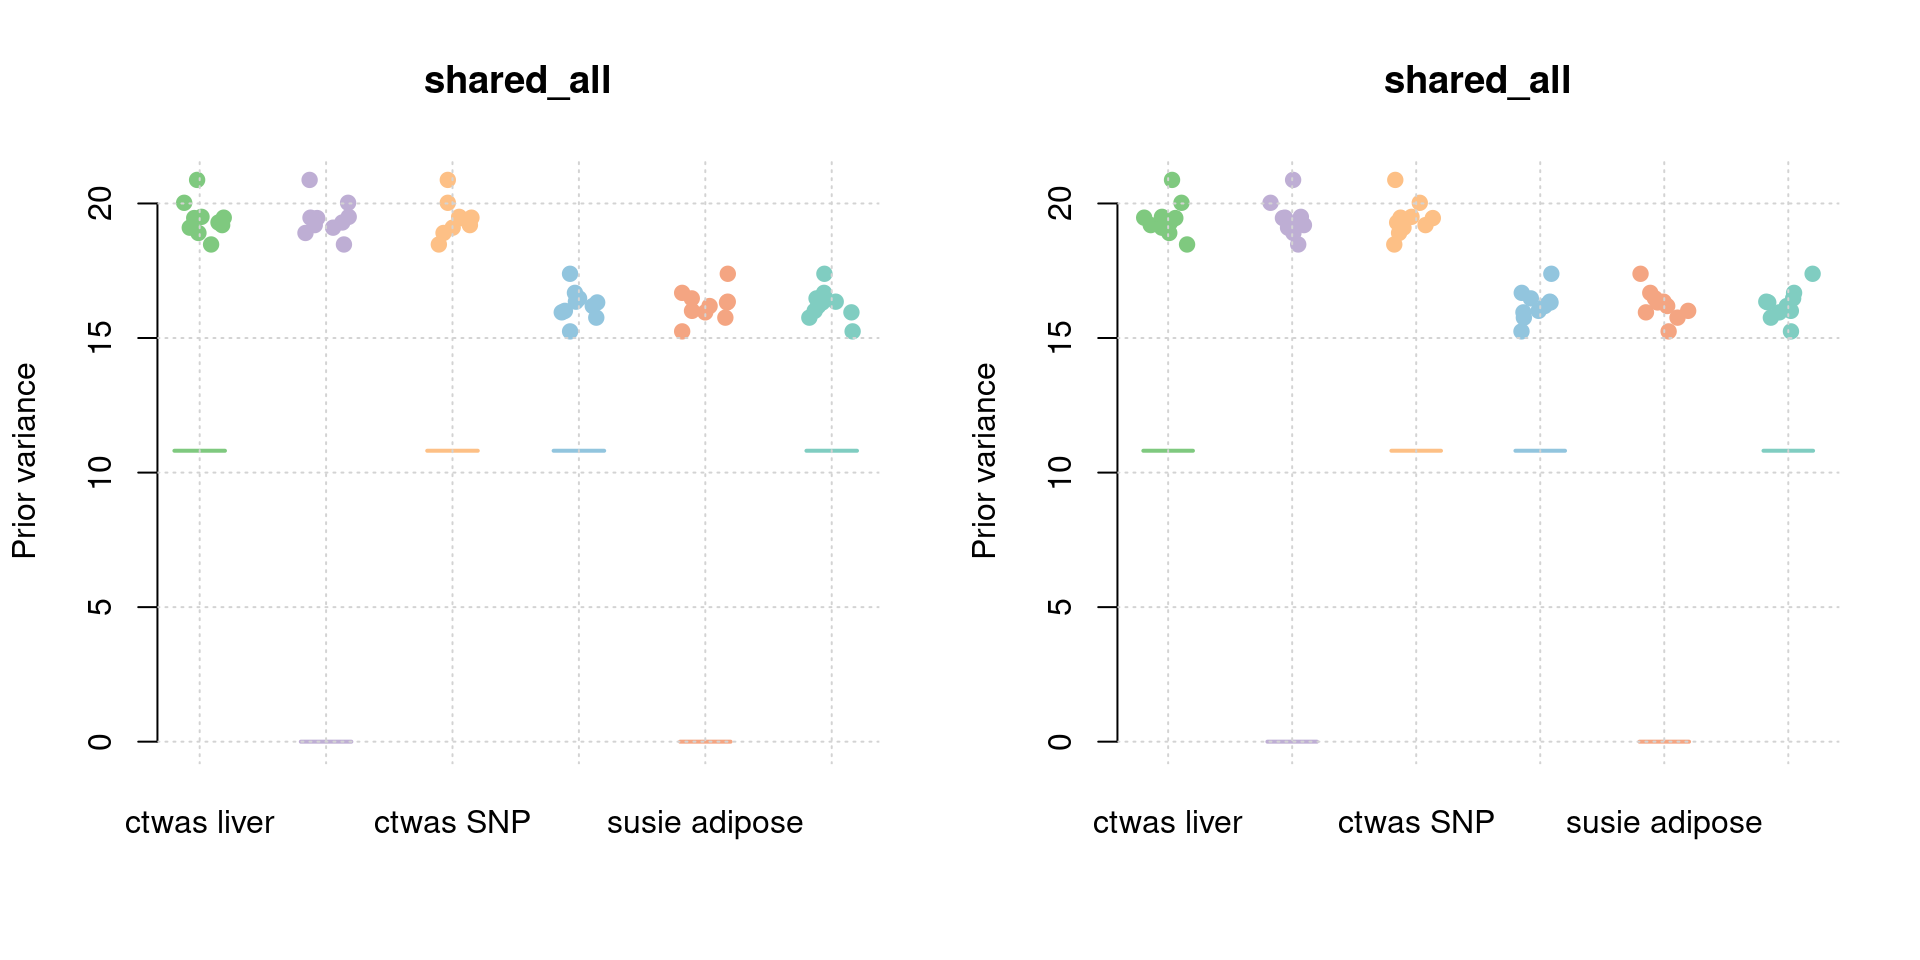 shared_all
Prior variance
20
15
10
5
0
ctwas liver
ctwas SNP
susie adipose
shared_all
Prior variance
20
15
10
5
0
ctwas liver
ctwas SNP
susie adipose